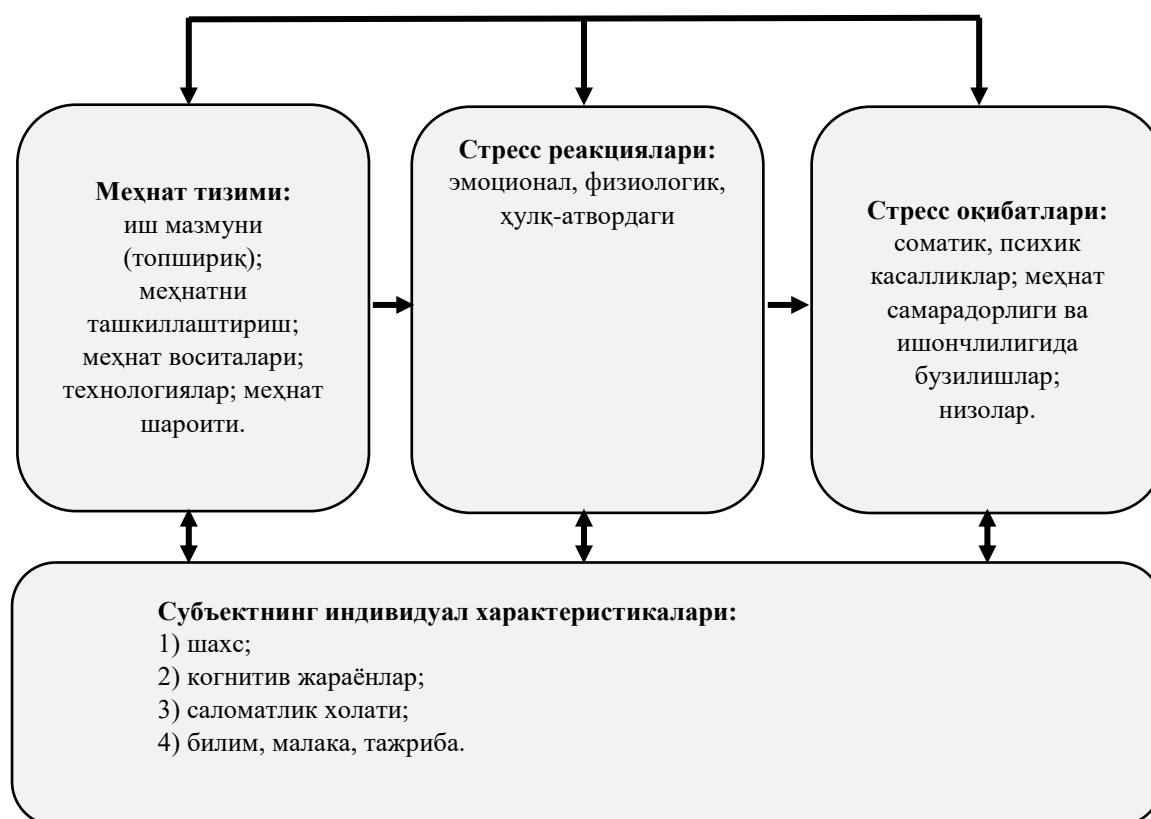 Меҳнат тизими:
иш мазмуни
(топшириқ);
меҳнатни
ташкиллаштириш;
меҳнат воситалари;
технологиялар; меҳнат
шароити.
Стресс реакциялари:
эмоционал, физиологик,
ҳулқ-атвордаги
Стресс оқибатлари:
соматик, психик
касалликлар; меҳнат
самарадорлиги ва
ишончлилигида
бузилишлар;
низолар.
Субъектнинг индивидуал характеристикалари:
1) шахс;
2) когнитив жараёнлар;
3) саломатлик холати;
4) билим, малака, тажриба.